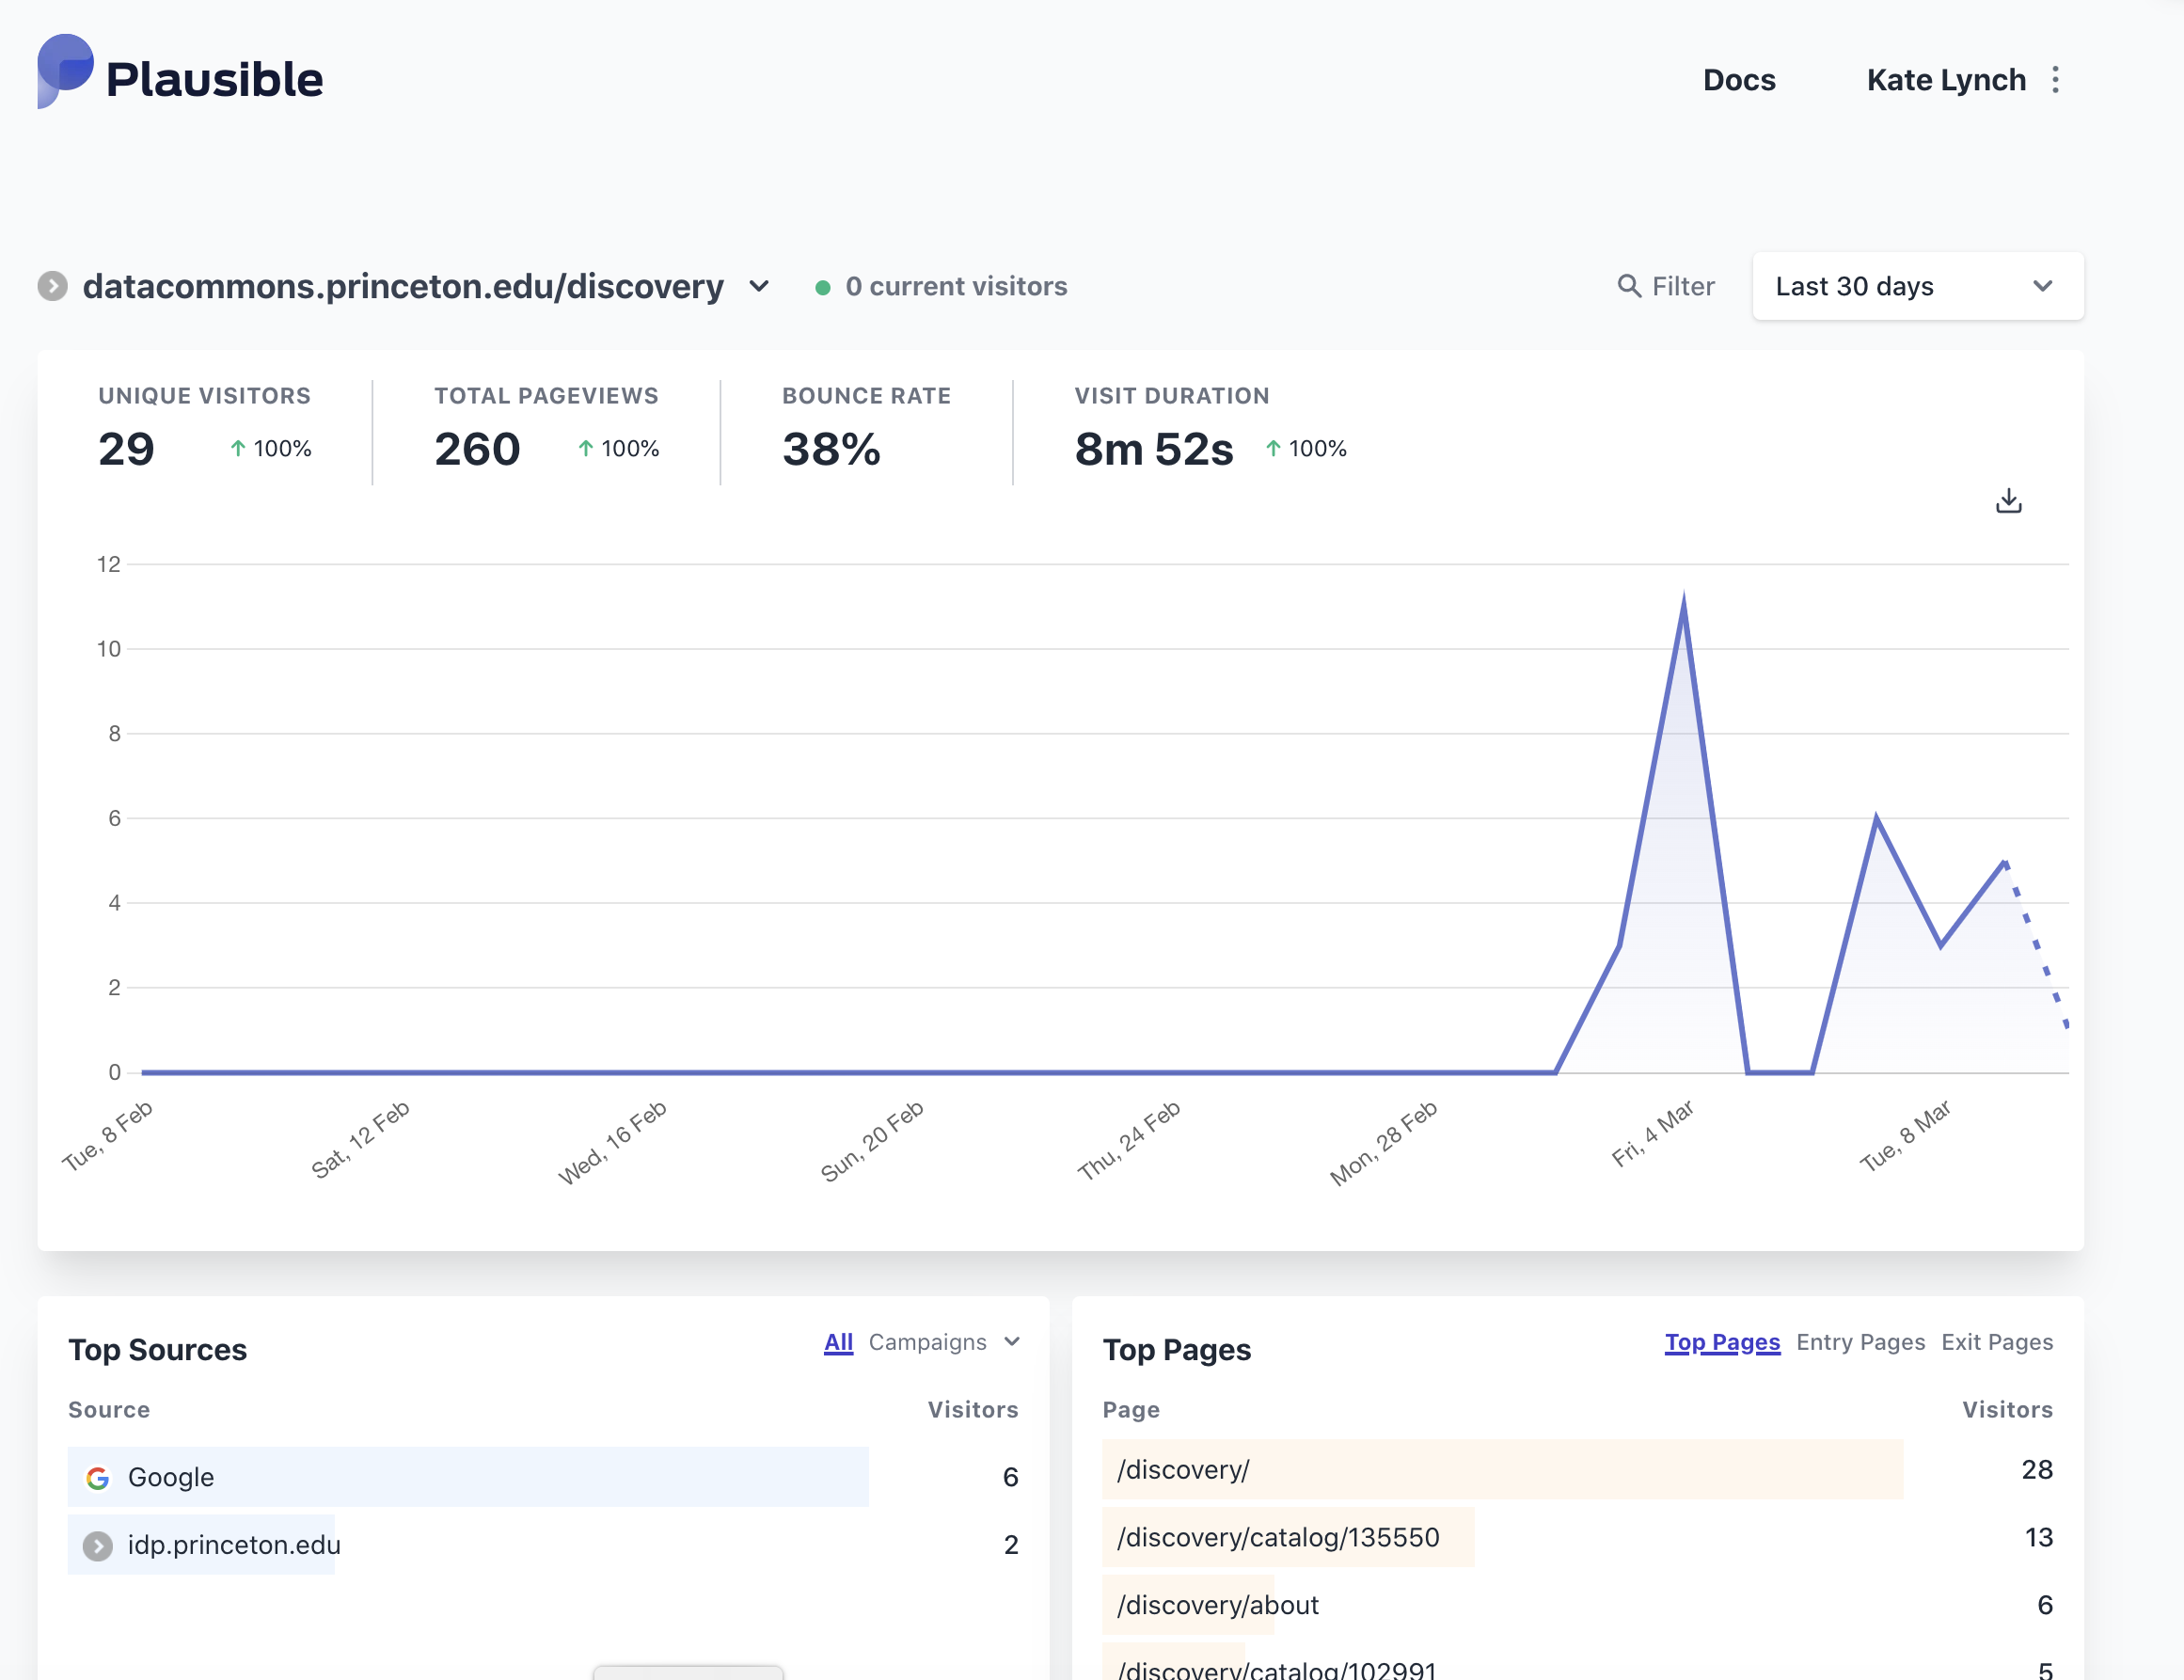 Plausible
Docs
Kate Lynch
datacommons.princeton.edu/discovery
0 current visitors
Filter
Last 30 days
UNIQUE VISITORS
29
100%
TOTAL PAGEVIEWS
260
100%
BOUNCE RATE
38%
VISIT DURATION
8m 52s
100%
12
10
8
6
4
2
0
Tue, 8 Feb
Sat, 12 Feb
Wed, 16 Feb
Sun, 20 Feb
Thu, 24 Feb
Mon, 28 Feb
Fri, 4 Mar
Tue, 8 Mar
Top Sources
All
Campaigns
Source
Visitors
Google
6
idp.princeton.edu
2
Top Pages
Top Pages
Entry Pages
Exit Pages
Page
Visitors
/discovery/
28
/discovery/catalog/135550
13
/discovery/about
6
/discovery/catalog/102991
5